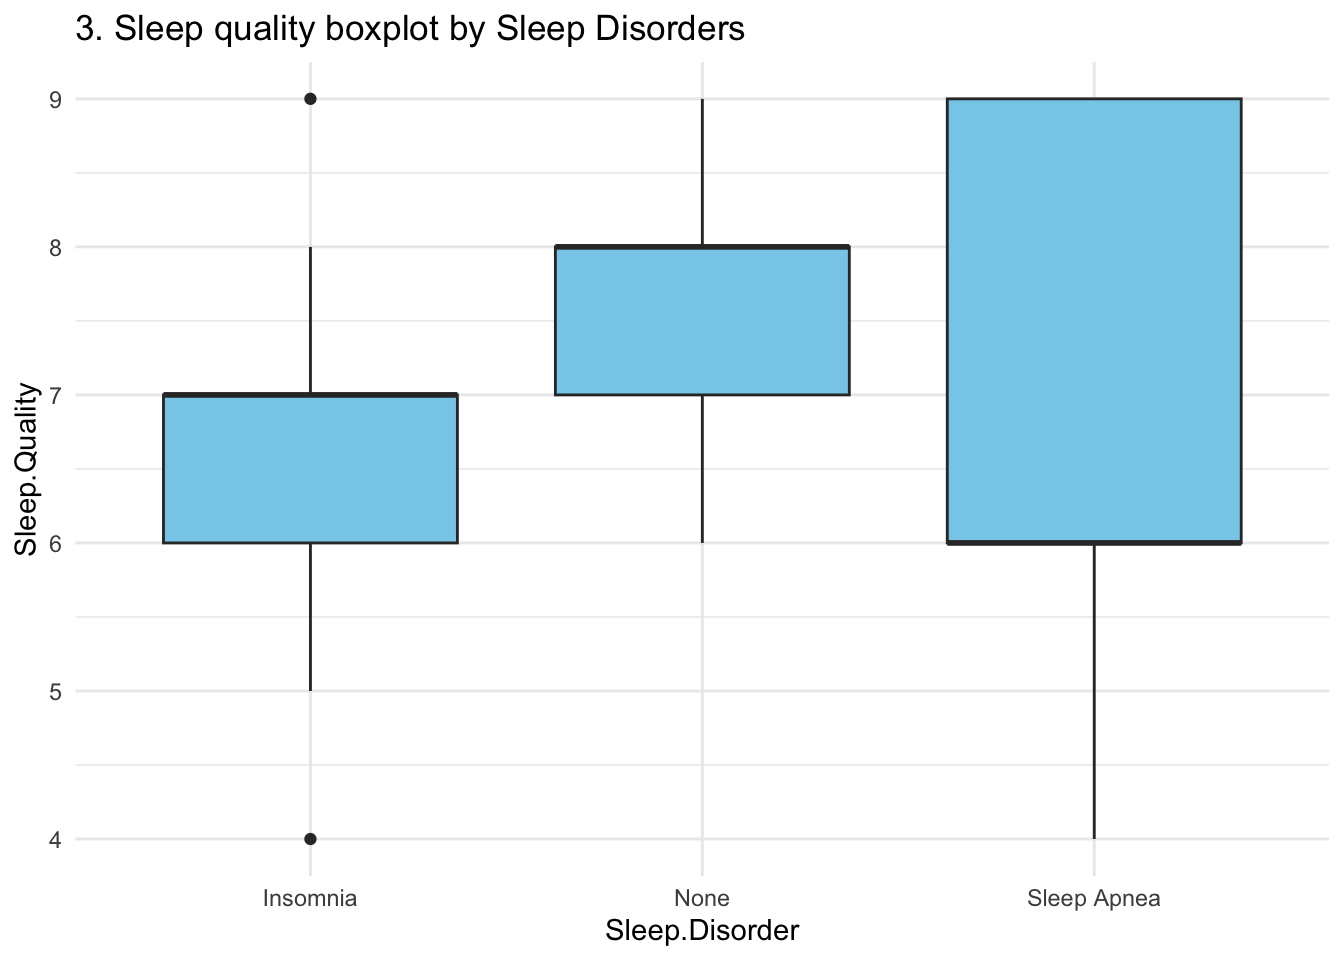 3. Sleep quality boxplot by Sleep Disorders
9
8
7
6
5
4
Sleep.Quality
Insomnia
None
Sleep Apnea
Sleep.Disorder